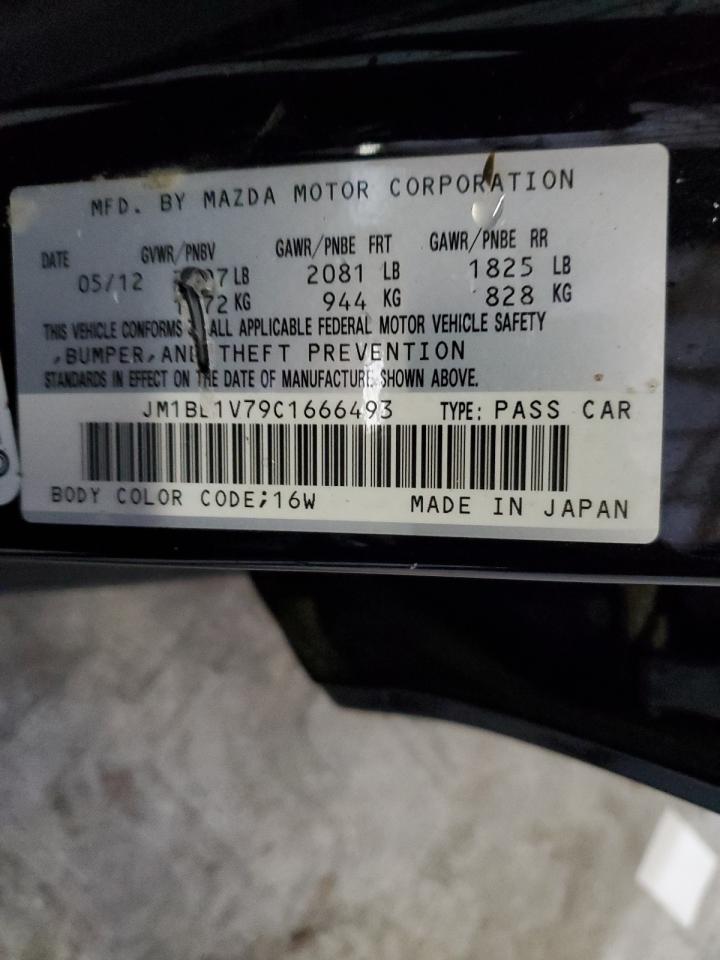 MFD. BY MAZDA MOTOR CORPORATION
DATE GVWR/PNBV GAWR/PNBE FRT GAWR/PNBE RR
05/12 LB 2081 LB 1825 LB
KG 944 KG 828 KG
THIS VEHICLE CONFORMS ALL APPLICABLE FEDERAL MOTOR VEHICLE SAFETY
,BUMPER, AND THEFT PREVENTION
STANDARDS IN EFFECT ON THE DATE OF MANUFACTURE SHOWN ABOVE.
JM1BL1V79C1666493 TYPE: PASS CAR
BODY COLOR CODE;16W MADE IN JAPAN